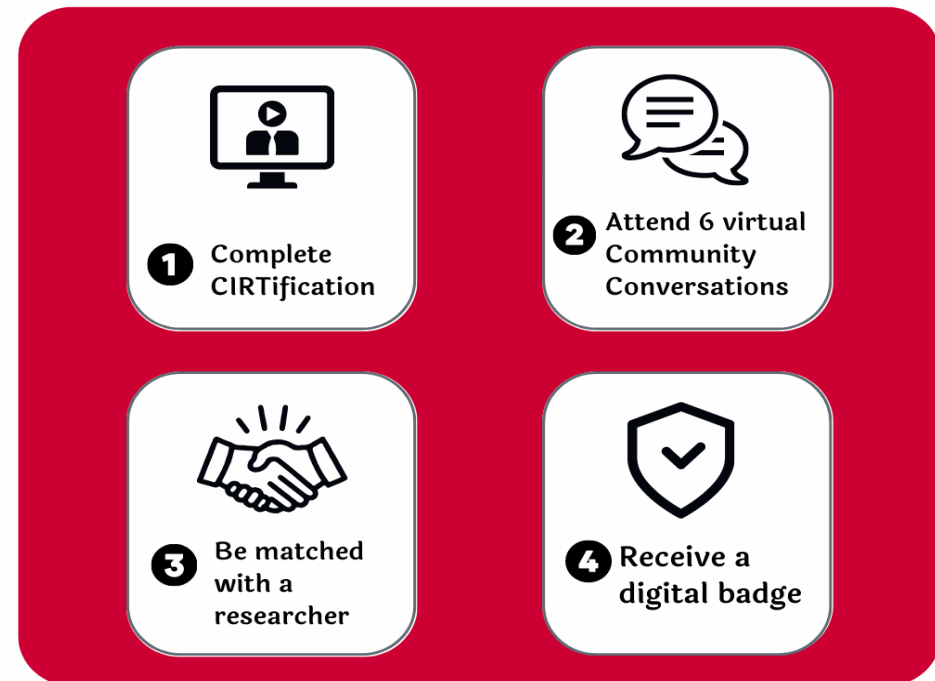 1 Complete
CIRTification
2 Attend 6 virtual
Community
Conversations
3 Be matched
with a
researcher
4 Receive a
digital badge